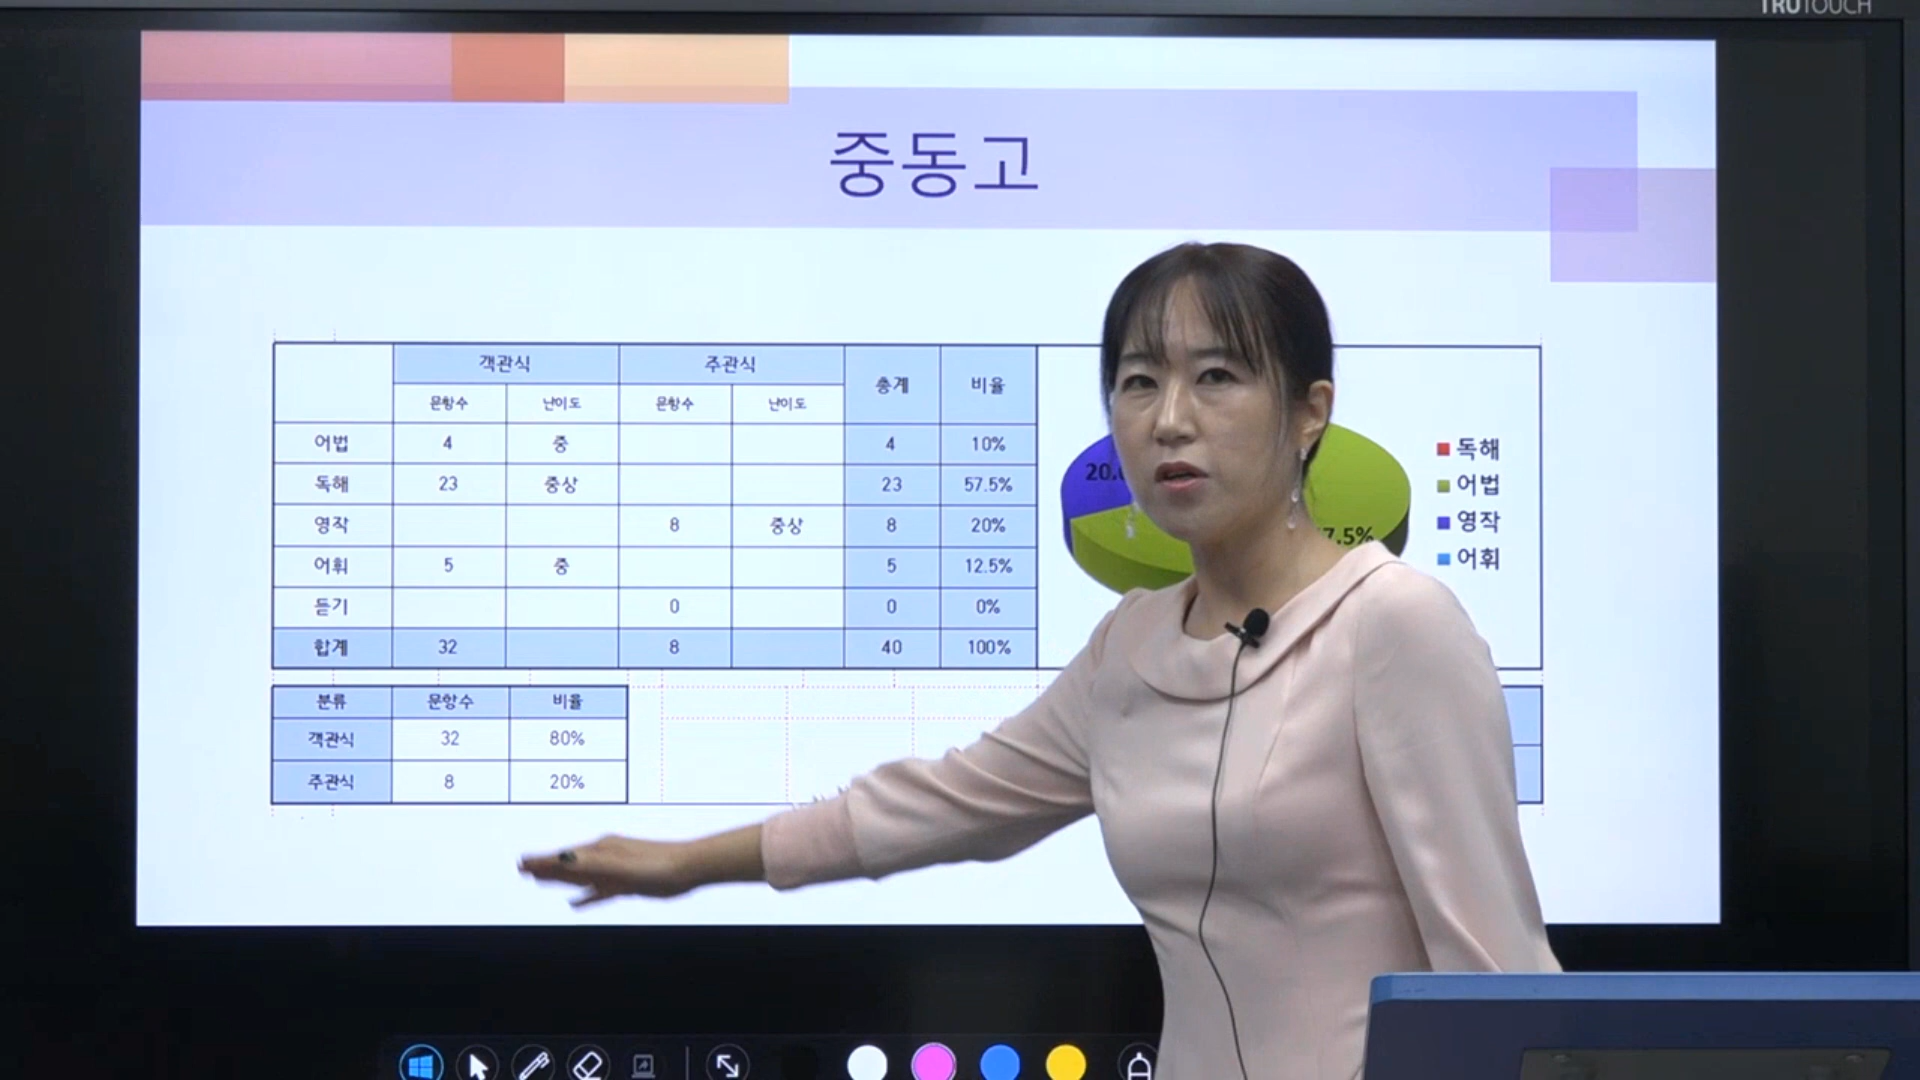 TRUTOUCH
중동고
객관식 주관식 총계 비율
문항수 난이도 문항수 난이도
어법 4 중 4 10%
독해 23 중상 23 57.5%
영작 8 중상 8 20%
어휘 5 중 5 12.5%
듣기 0 0 0%
합계 32 8 40 100%
20.
7.5%
독해
어법
영작
어휘
분류 문항수 비율
객관식 32 80%
주관식 8 20%